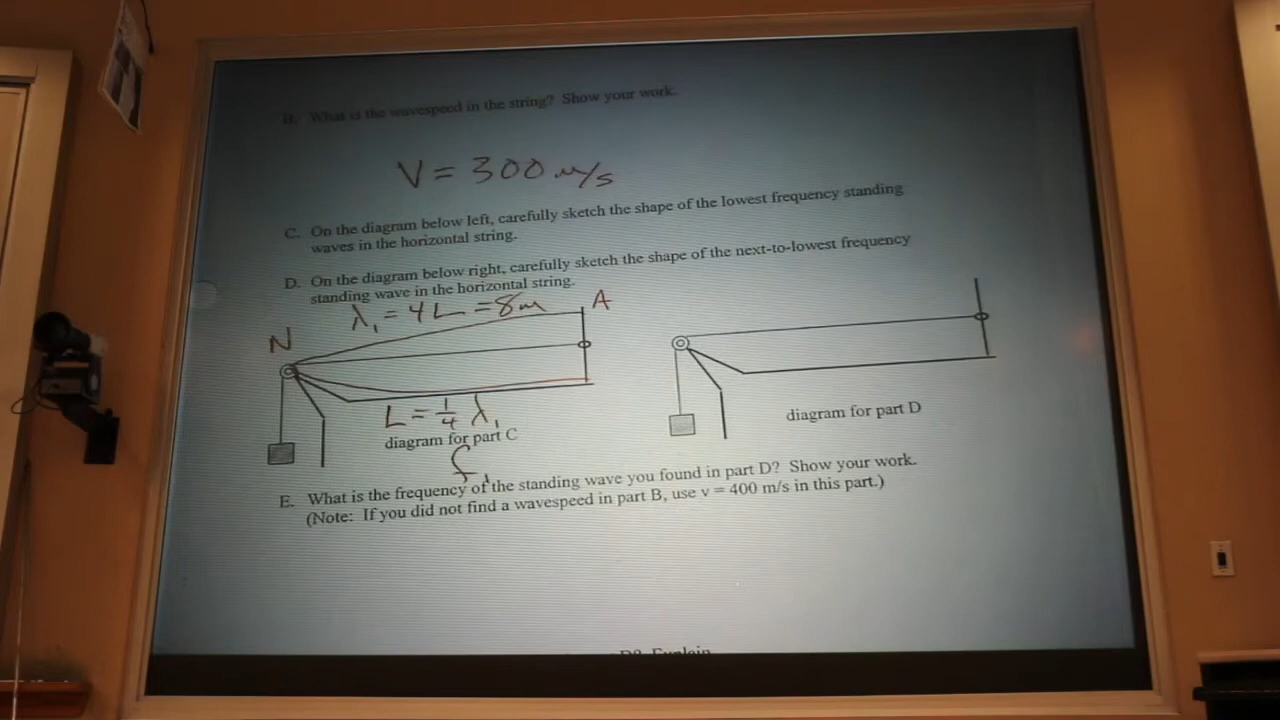 B. What is the wavespeed in the string? Show your work.
V = 300 m/s
C. On the diagram below left, carefully sketch the shape of the lowest frequency standing
waves in the horizontal string.
D. On the diagram below right, carefully sketch the shape of the next-to-lowest frequency
standing wave in the horizontal string.
λ₁ = 4L = 8m
N
A
L = 1/4 λ₁
diagram for part C
diagram for part D
f₁
E. What is the frequency of the standing wave you found in part D? Show your work.
(Note: If you did not find a wavespeed in part B, use v = 400 m/s in this part.)
Explain